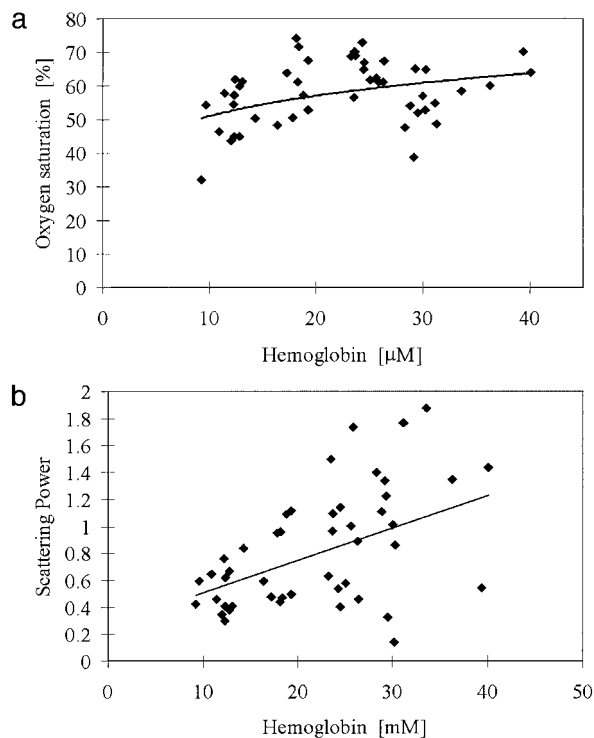 a
80
70
60
50
40
30
20
10
0
Oxygen saturation [%]
0 10 20 30 40
Hemoglobin [μM]
b
2
1.8
1.6
1.4
1.2
1
0.8
0.6
0.4
0.2
0
Scattering Power
0 10 20 30 40 50
Hemoglobin [mM]